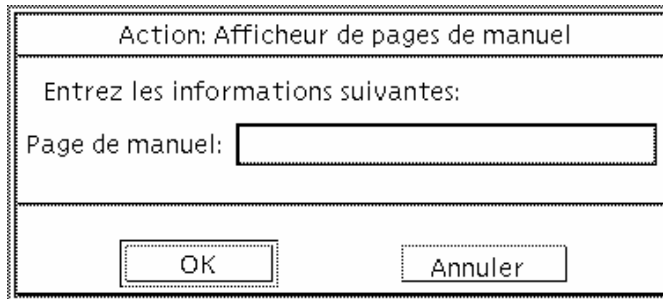 Action: Afficheur de pages de manuel
Entrez les informations suivantes:
Page de manuel:
OK Annuler